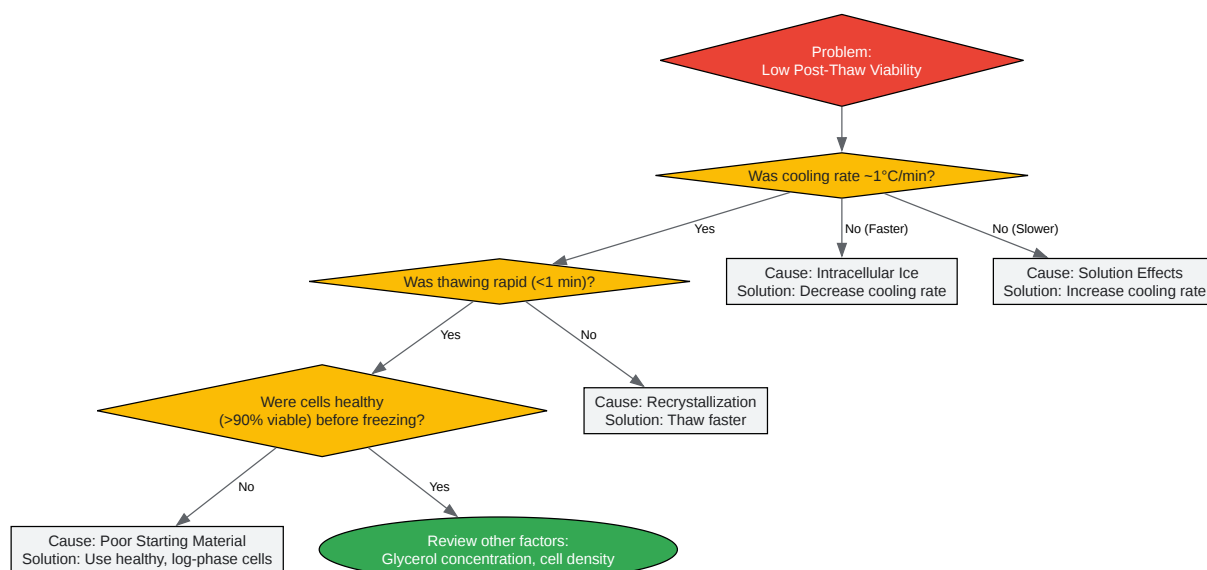 Problem:
Low Post-Thaw Viability
Was cooling rate ~1°C/min?
Yes
No (Faster)
No (Slower)
Was thawing rapid (<1 min)?
Cause: Intracellular Ice
Solution: Decrease cooling rate
Cause: Solution Effects
Solution: Increase cooling rate
Yes
No
Were cells healthy
(>90% viable) before freezing?
Cause: Recrystallization
Solution: Thaw faster
No
Yes
Cause: Poor Starting Material
Solution: Use healthy, log-phase cells
Review other factors:
Glycerol concentration, cell density